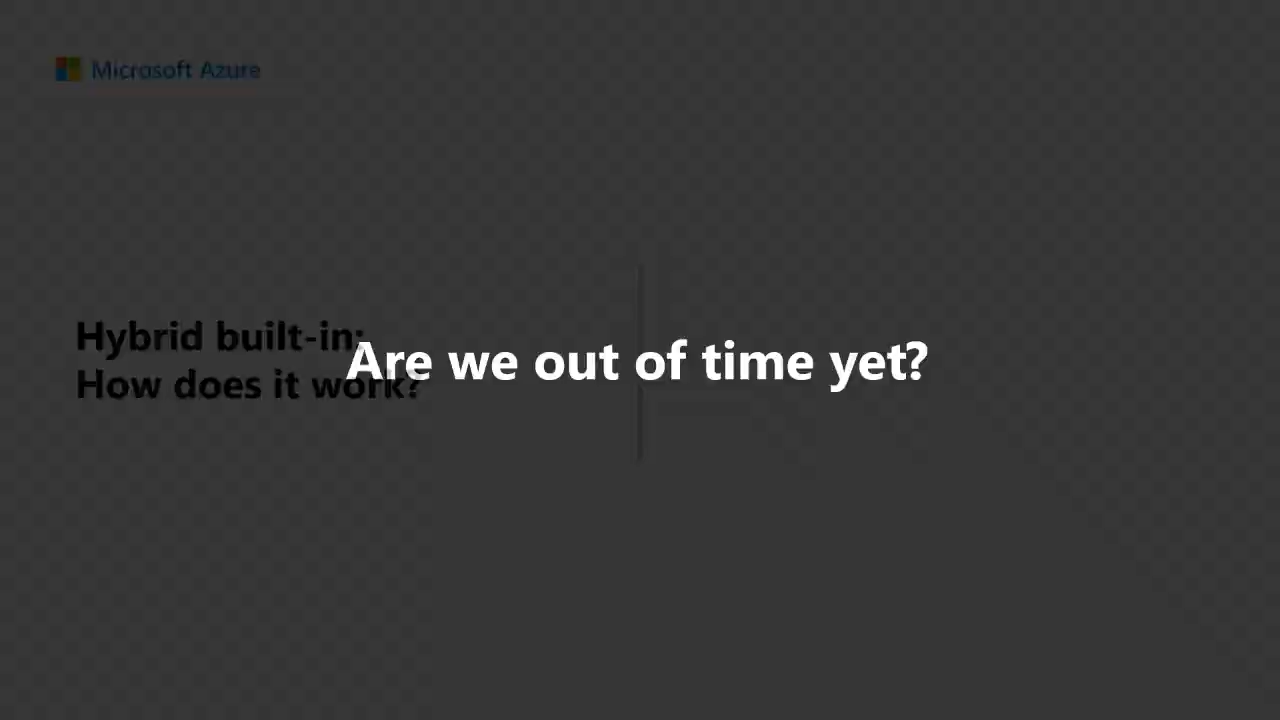 Microsoft Azure
Hybrid built-in:
How does it work?
Are we out of time yet?